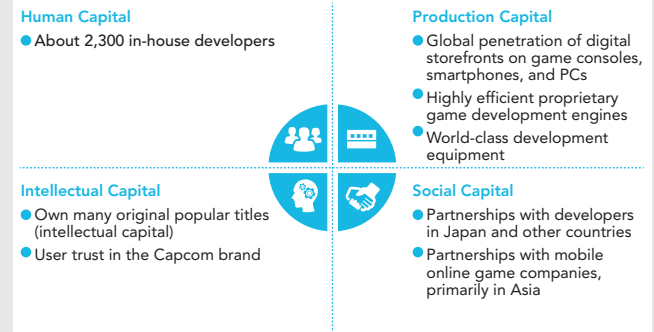 Human Capital
About 2,300 in-house developers
Production Capital
Global penetration of digital
storefronts on game consoles,
smartphones, and PCs
Highly efficient proprietary
game development engines
World-class development
equipment
Intellectual Capital
Own many original popular titles
(intellectual capital)
User trust in the Capcom brand
Social Capital
Partnerships with developers
in Japan and other countries
Partnerships with mobile
online game companies,
primarily in Asia